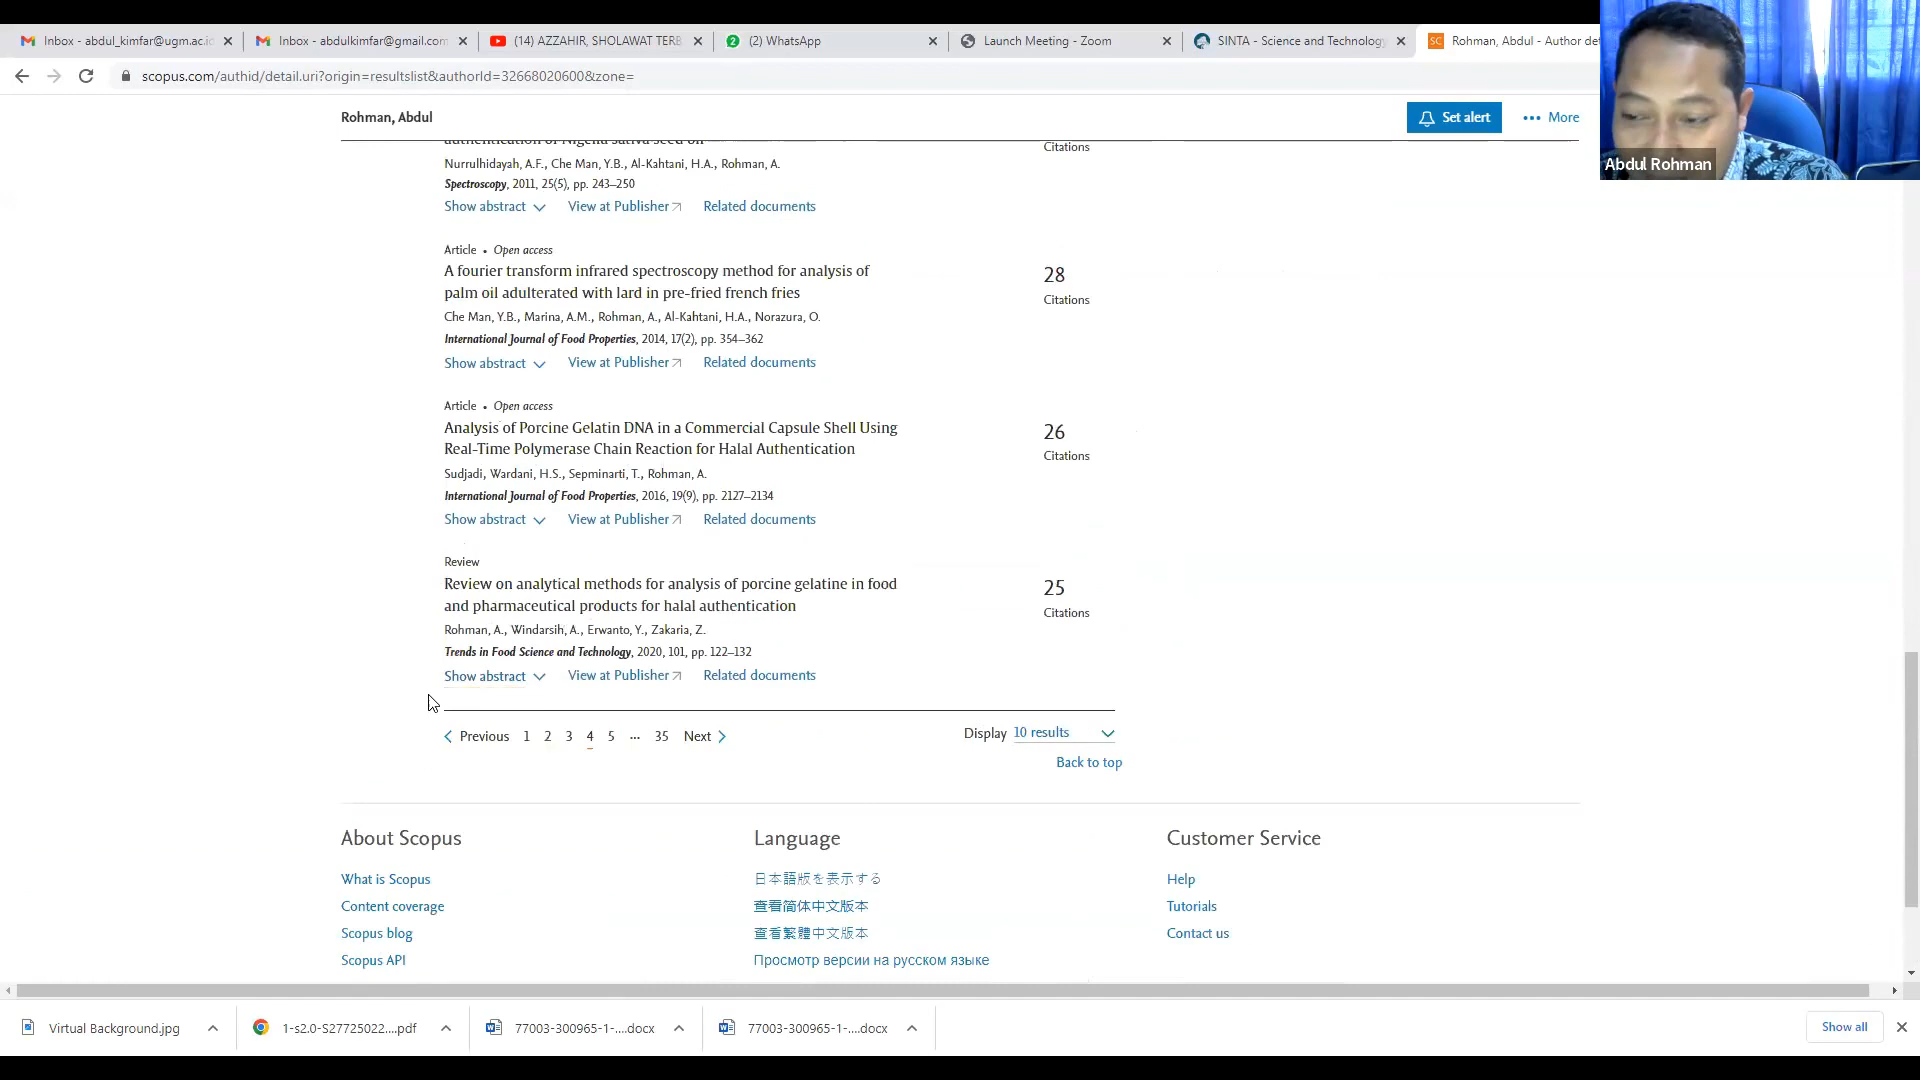 Inbox - abdul_kimfar@ugm.ac.id
Inbox - abdulkimfar@gmail.com
(14) AZZAHIR, SHOLAWAT TERB
(2) WhatsApp
Launch Meeting - Zoom
SINTA - Science and Technology
SC Rohman, Abdul - Author det
scopus.com/authid/detail.uri?origin=resultslist&authorId=32668020600&zone=
Rohman, Abdul
Set alert
More
Abdul Rohman
authentication of Nigella sativa seed oil
Citations
Nurrulhidayah, A.F., Che Man, Y.B., Al-Kahtani, H.A., Rohman, A.
Spectroscopy, 2011, 25(5), pp. 243–250
Show abstract View at Publisher Related documents
Article • Open access
A fourier transform infrared spectroscopy method for analysis of
palm oil adulterated with lard in pre-fried french fries
28
Citations
Che Man, Y.B., Marina, A.M., Rohman, A., Al-Kahtani, H.A., Norazura, O.
International Journal of Food Properties, 2014, 17(2), pp. 354–362
Show abstract View at Publisher Related documents
Article • Open access
Analysis of Porcine Gelatin DNA in a Commercial Capsule Shell Using
Real-Time Polymerase Chain Reaction for Halal Authentication
26
Citations
Sudjadi, Wardani, H.S., Sepminarti, T., Rohman, A.
International Journal of Food Properties, 2016, 19(9), pp. 2127–2134
Show abstract View at Publisher Related documents
Review
Review on analytical methods for analysis of porcine gelatine in food
and pharmaceutical products for halal authentication
25
Citations
Rohman, A., Windarsih, A., Erwanto, Y., Zakaria, Z.
Trends in Food Science and Technology, 2020, 101, pp. 122–132
Show abstract View at Publisher Related documents
Previous 1 2 3 4 5 ... 35 Next
Display 10 results
Back to top
About Scopus
What is Scopus
Content coverage
Scopus blog
Scopus API
Language
日本語版を表示する
查看简体中文版本
查看繁體中文版本
Просмотр версии на русском языке
Customer Service
Help
Tutorials
Contact us
Virtual Background.jpg
1-s2.0-S27725022....pdf
77003-300965-1-....docx
77003-300965-1-....docx
Show all